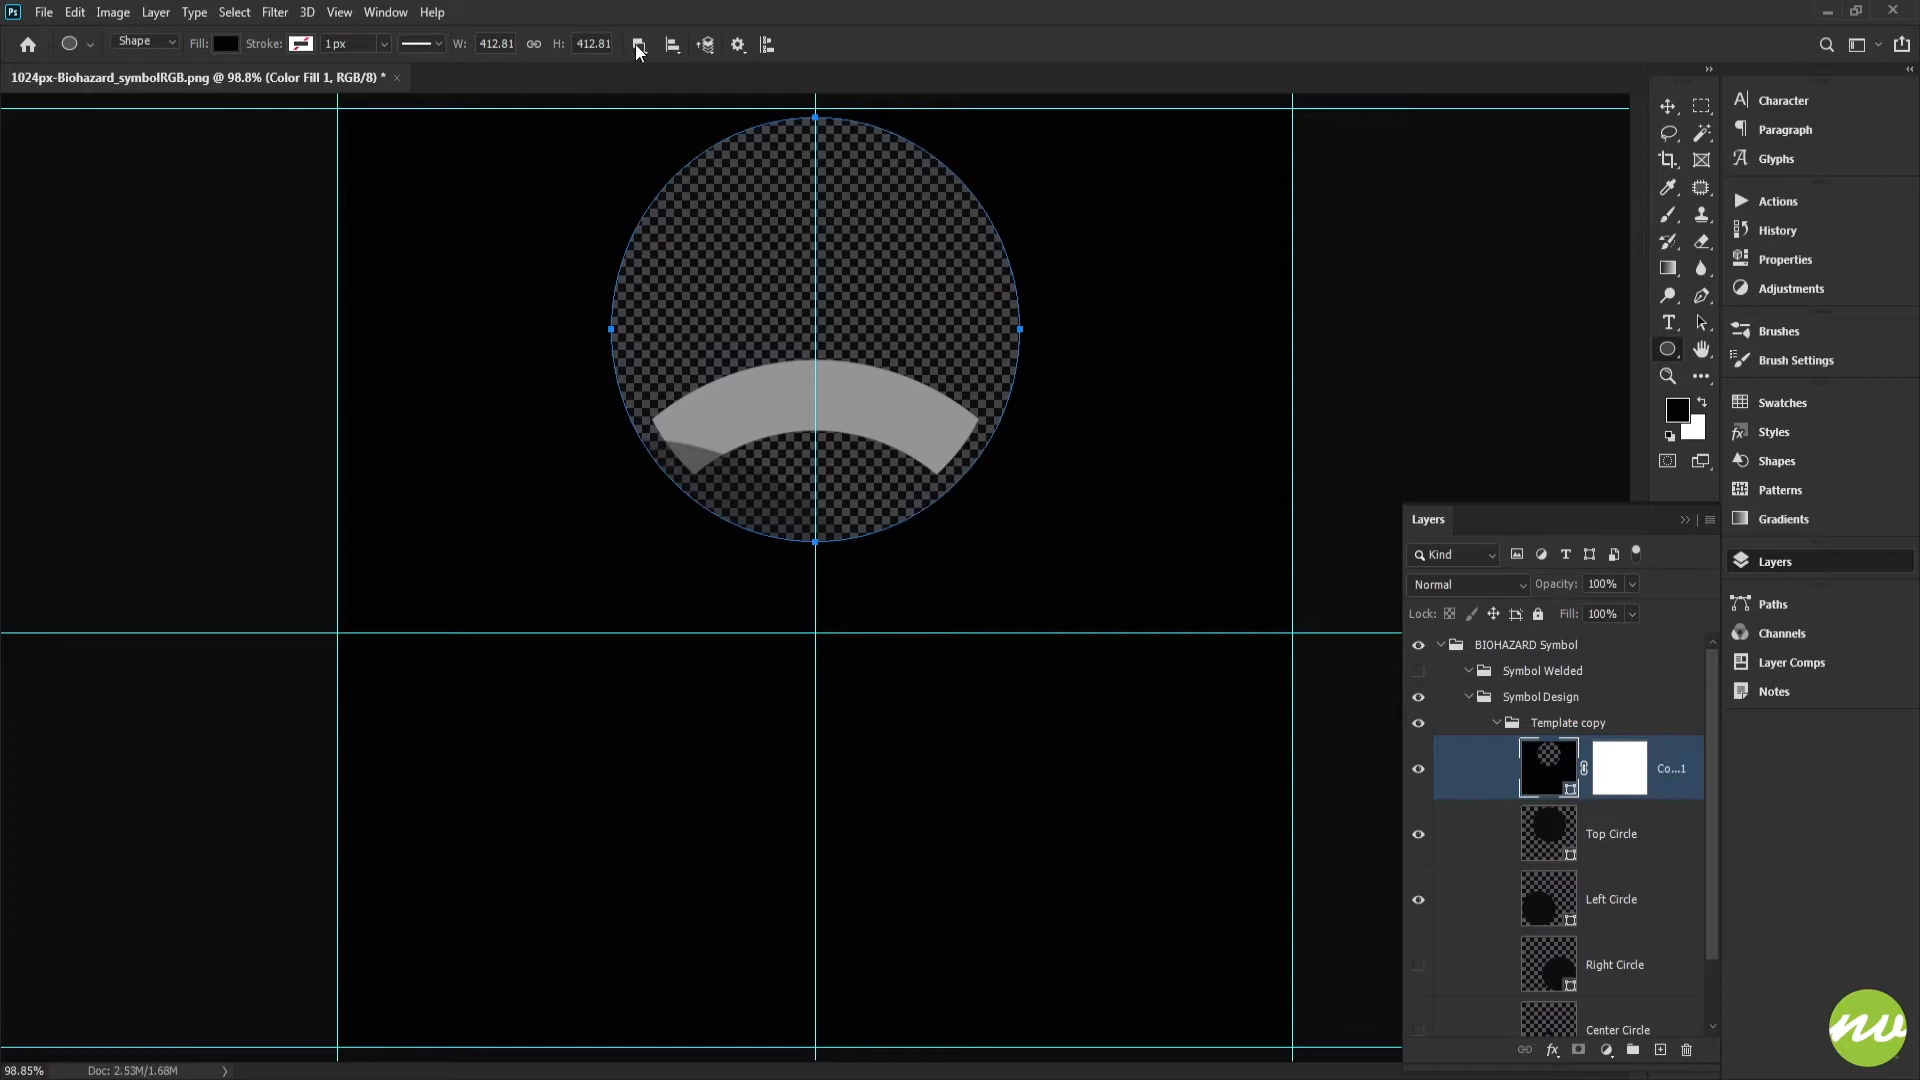 Ps File Edit Image Layer Type Select Filter 3D View Window Help
Shape Fill: Stroke: 1 px W: 412.81 H: 412.81
1024px-Biohazard_symbolRGB.png @ 98.8% (Color Fill 1, RGB/8) *
Character
Paragraph
Glyphs
Actions
History
Properties
Adjustments
Brushes
Brush Settings
Swatches
Styles
Shapes
Patterns
Gradients
Layers
Paths
Channels
Layer Comps
Notes
Layers
Kind
Normal Opacity: 100%
Lock: Fill: 100%
BIOHAZARD Symbol
Symbol Welded
Symbol Design
Template copy
Co...1
Top Circle
Left Circle
Right Circle
Center Circle
98.85% Doc: 2.53M/1.68M
nv